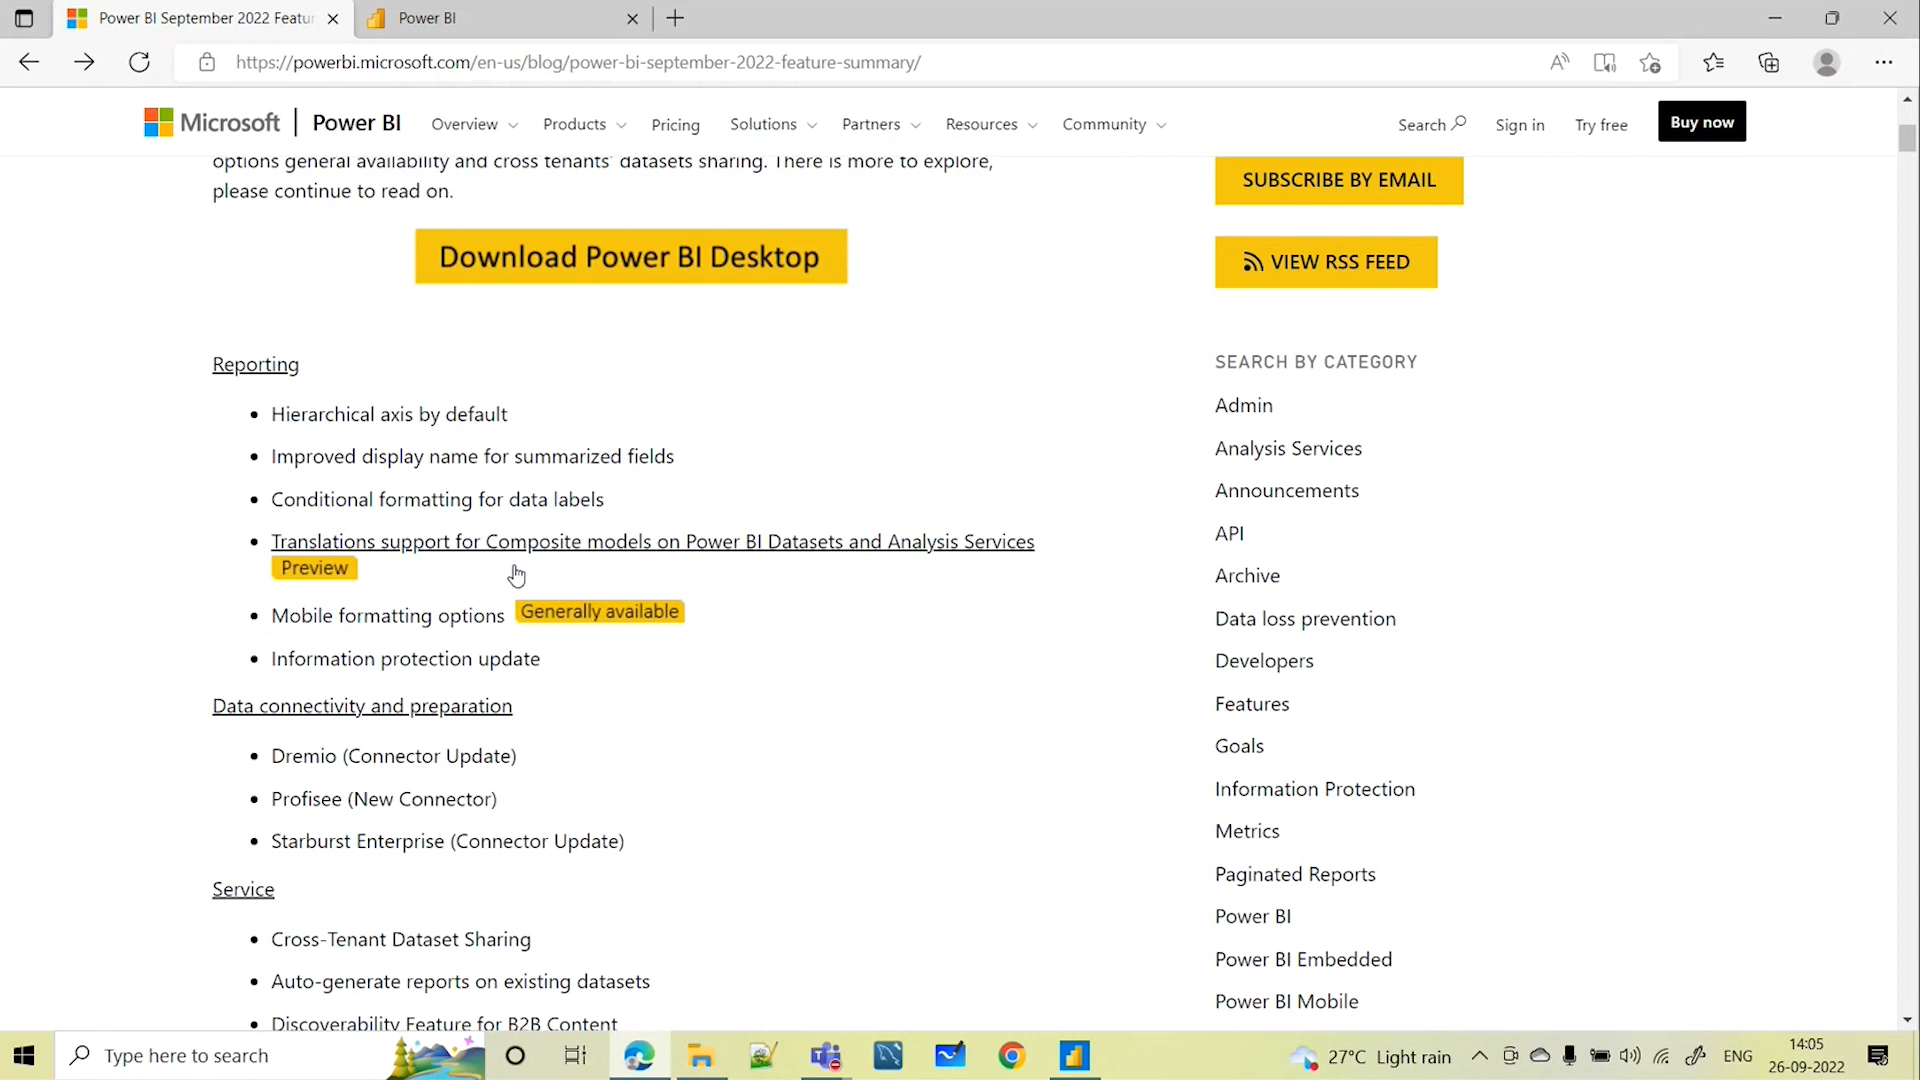 Power BI September 2022 Featur
Power BI
https://powerbi.microsoft.com/en-us/blog/power-bi-september-2022-feature-summary/
Microsoft | Power BI
Overview
Products
Pricing
Solutions
Partners
Resources
Community
Search
Sign in
Try free
Buy now
options general availability and cross tenants' datasets sharing. There is more to explore,
please continue to read on.
Download Power BI Desktop
Reporting
• Hierarchical axis by default
• Improved display name for summarized fields
• Conditional formatting for data labels
• Translations support for Composite models on Power BI Datasets and Analysis Services
Preview
• Mobile formatting options Generally available
• Information protection update
Data connectivity and preparation
• Dremio (Connector Update)
• Profisee (New Connector)
• Starburst Enterprise (Connector Update)
Service
• Cross-Tenant Dataset Sharing
• Auto-generate reports on existing datasets
• Discoverability Feature for B2B Content
SUBSCRIBE BY EMAIL
VIEW RSS FEED
SEARCH BY CATEGORY
Admin
Analysis Services
Announcements
API
Archive
Data loss prevention
Developers
Features
Goals
Information Protection
Metrics
Paginated Reports
Power BI
Power BI Embedded
Power BI Mobile
Type here to search
27°C Light rain
ENG
14:05
26-09-2022